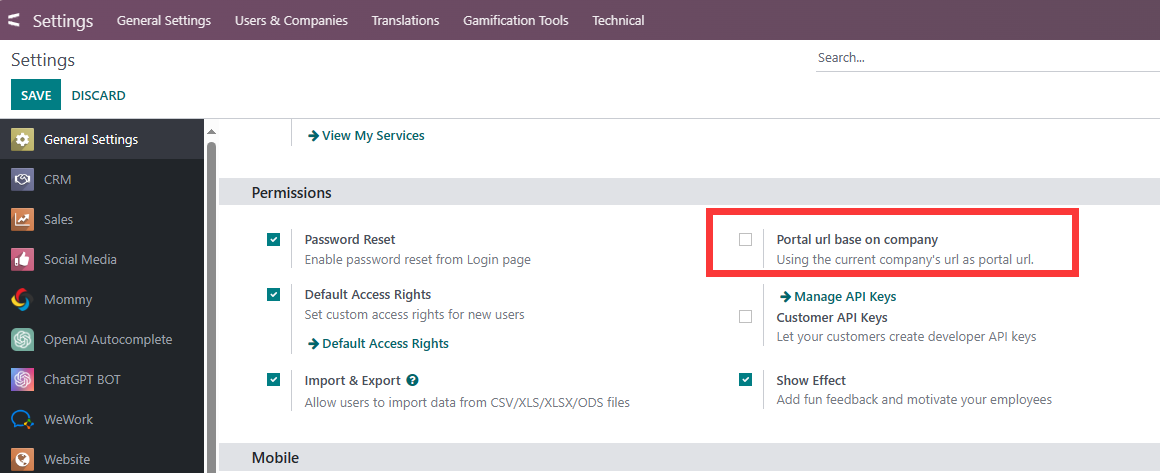 Settings General Settings Users & Companies Translations Gamification Tools Technical
Settings
Search...
SAVE DISCARD
General Settings
CRM
Sales
Social Media
Mommy
OpenAI Autocomplete
ChatGPT BOT
WeWork
Website
View My Services
Permissions
Password Reset
Enable password reset from Login page
Portal url base on company
Using the current company's url as portal url.
Default Access Rights
Set custom access rights for new users
Default Access Rights
Manage API Keys
Customer API Keys
Let your customers create developer API keys
Import & Export ?
Allow users to import data from CSV/XLS/XLSX/ODS files
Show Effect
Add fun feedback and motivate your employees
Mobile